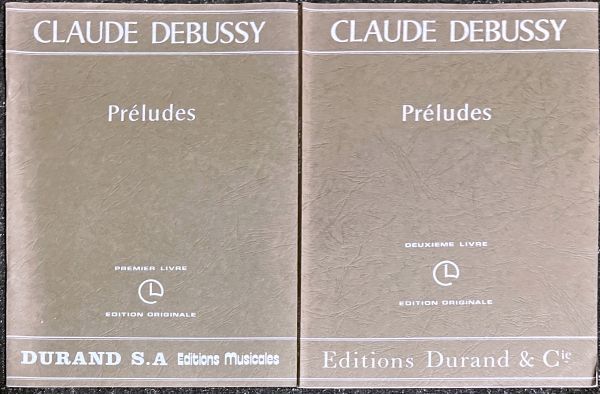 CLAUDE DEBUSSY
Préludes
PREMIER LIVRE
EDITION ORIGINALE
DURAND S.A Editions Musicales
CLAUDE DEBUSSY
Préludes
DEUXIEME LIVRE
EDITION ORIGINALE
Editions Durand & Cie